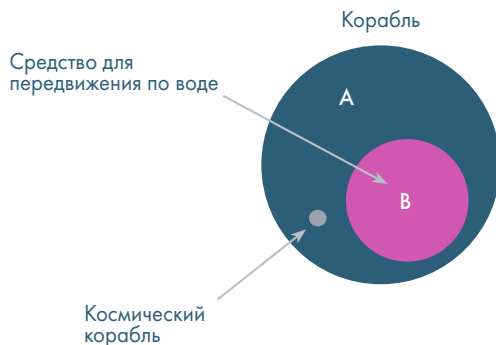 Корабль
Средство для
передвижения по воде
A
B
Космический
корабль